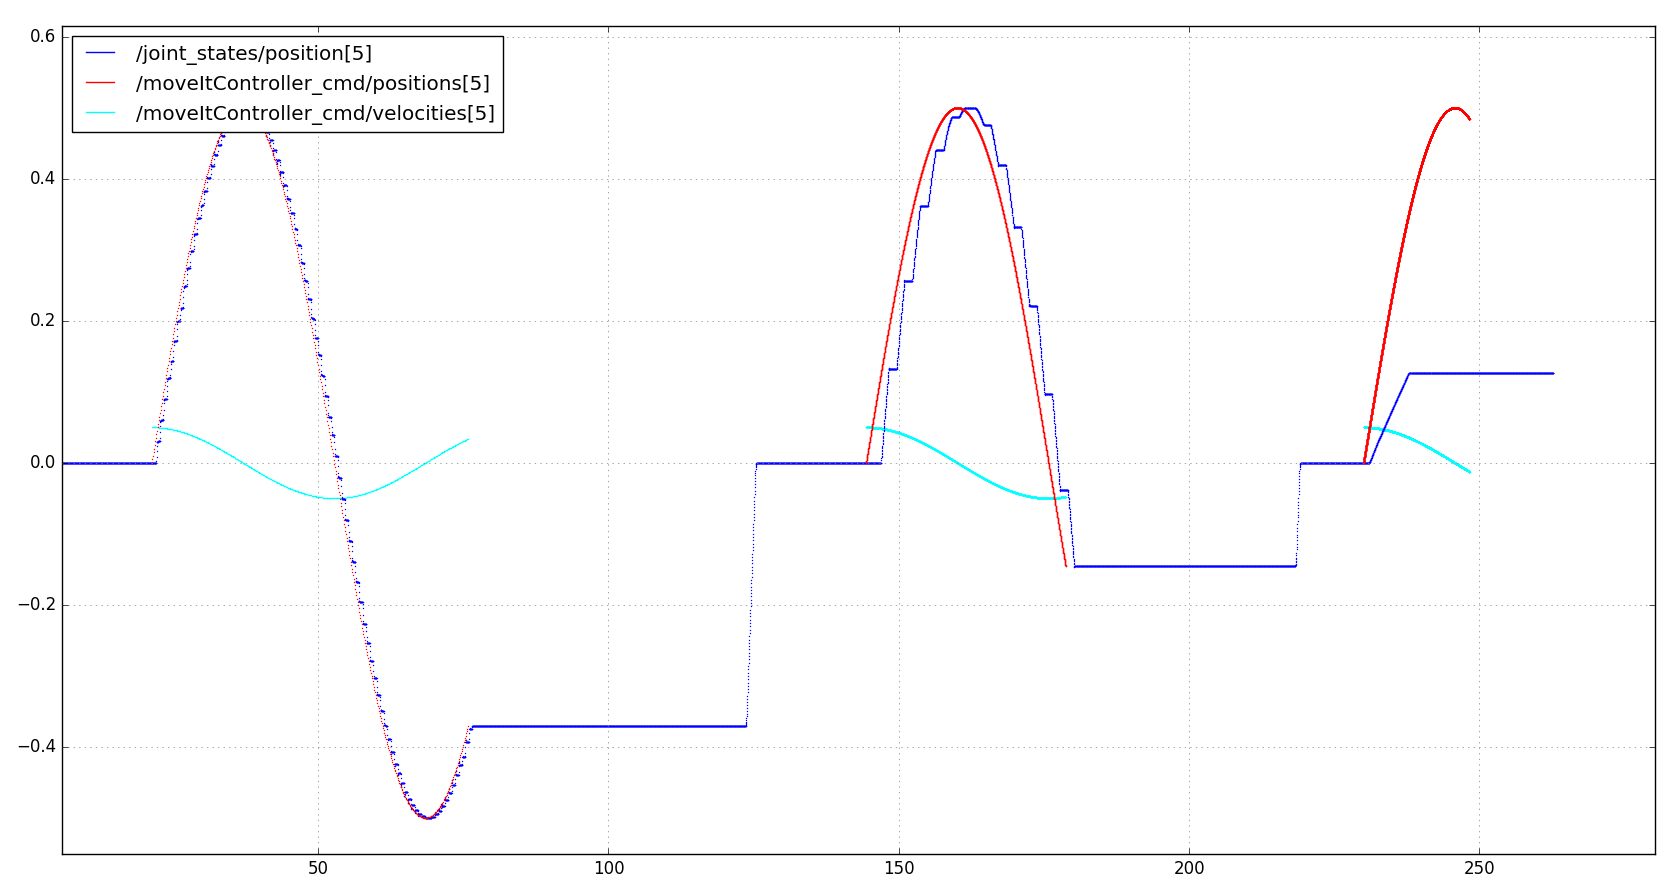 0.6
/joint_states/position[5]
/moveItController_cmd/positions[5]
/moveItController_cmd/velocities[5]
0.4
0.2
0.0
−0.2
−0.4
50 100 150 200 250